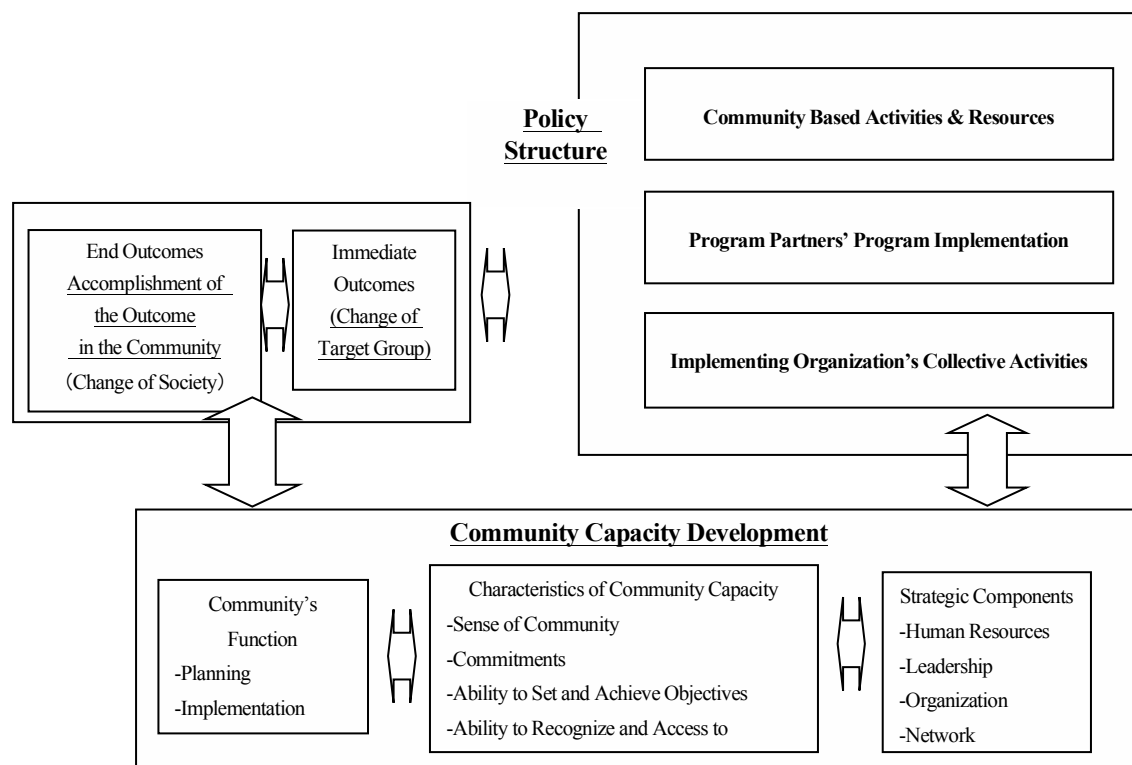 Policy
Structure
Community Based Activities & Resources
Program Partners' Program Implementation
Implementing Organization's Collective Activities
End Outcomes
Accomplishment of
the Outcome
in the Community
(Change of Society)
Immediate
Outcomes
(Change of
Target Group)
Community Capacity Development
Community's
Function
-Planning
-Implementation
Characteristics of Community Capacity
-Sense of Community
-Commitments
-Ability to Set and Achieve Objectives
-Ability to Recognize and Access to
Strategic Components
-Human Resources
-Leadership
-Organization
-Network